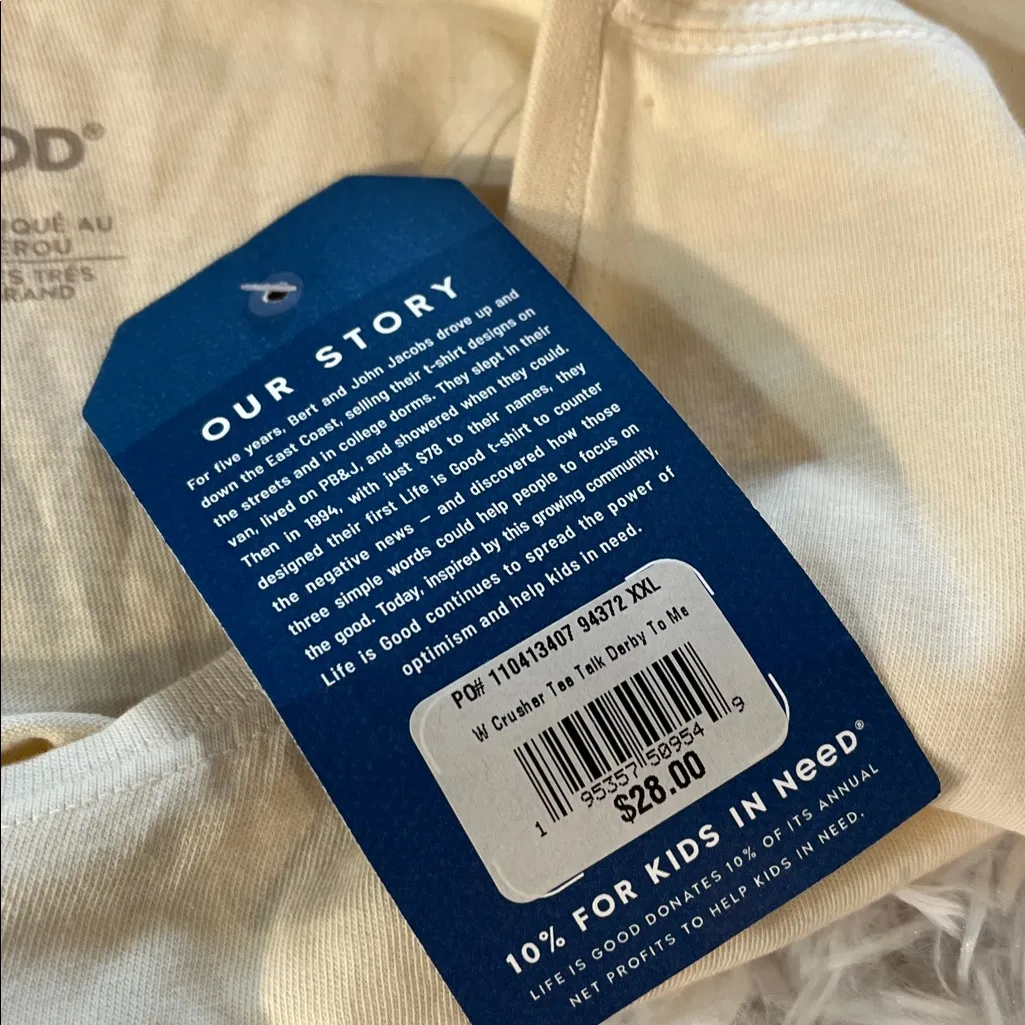 OD®
QUÉ AU
ROU
S TRÈS
RAND
OUR STORY
For five years, Bert and John Jacobs drove up and
down the East Coast, selling their t-shirt designs on
the streets and in college dorms. They slept in their
van, lived on PB&J, and showered when they could.
Then in 1994, with just $78 to their names, they
designed their first Life is Good t-shirt to counter
the negative news — and discovered how those
three simple words could help people to focus on
the good. Today, inspired by this growing community,
Life is Good continues to spread the power of
optimism and help kids in need.
PO# 110413407 94372 XXL
W Crusher Tee Talk Derby To Me
1 95357 50954 9
$28.00
10% FOR KIDS IN NeeD®
LIFE IS GOOD DONATES 10% OF ITS ANNUAL
NET PROFITS TO HELP KIDS IN NEED.